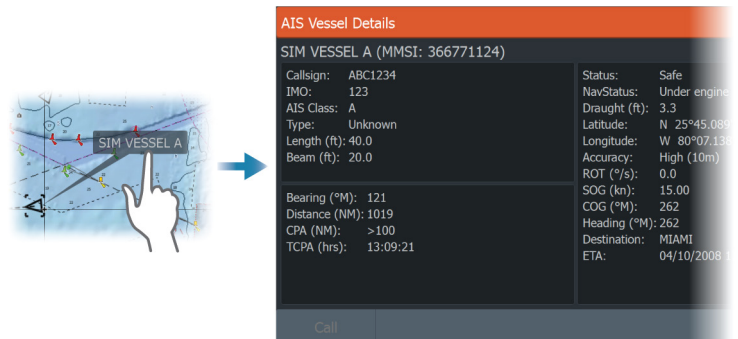 AIS Vessel Details
SIM VESSEL A (MMSI: 366771124)
Callsign: ABC1234
IMO: 123
AIS Class: A
Type: Unknown
Length (ft): 40.0
Beam (ft): 20.0
Bearing (°M): 121
Distance (NM): 1019
CPA (NM): >100
TCPA (hrs): 13:09:21
Status: Safe
NavStatus: Under engine
Draught (ft): 3.3
Latitude: N 25°45.089
Longitude: W 80°07.138
Accuracy: High (10m)
ROT (°/s): 0.0
SOG (kn): 15.00
COG (°M): 262
Heading (°M): 262
Destination: MIAMI
ETA: 04/10/2008
Call
SIM VESSEL A